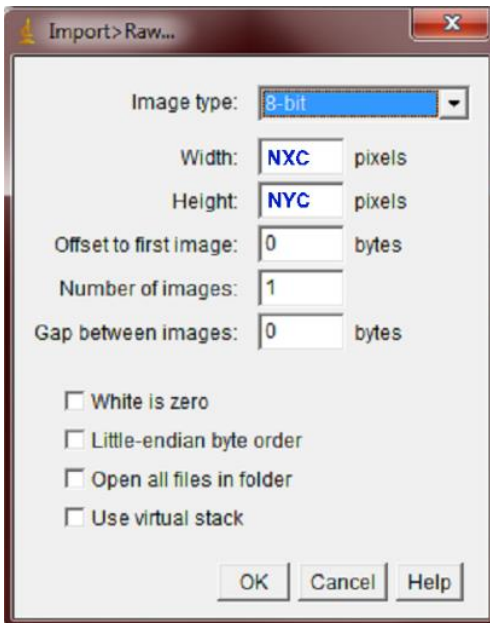 Import>Raw...
Image type: 8-bit
Width: NXC pixels
Height: NYC pixels
Offset to first image: 0 bytes
Number of images: 1
Gap between images: 0 bytes
White is zero
Little-endian byte order
Open all files in folder
Use virtual stack
OK Cancel Help